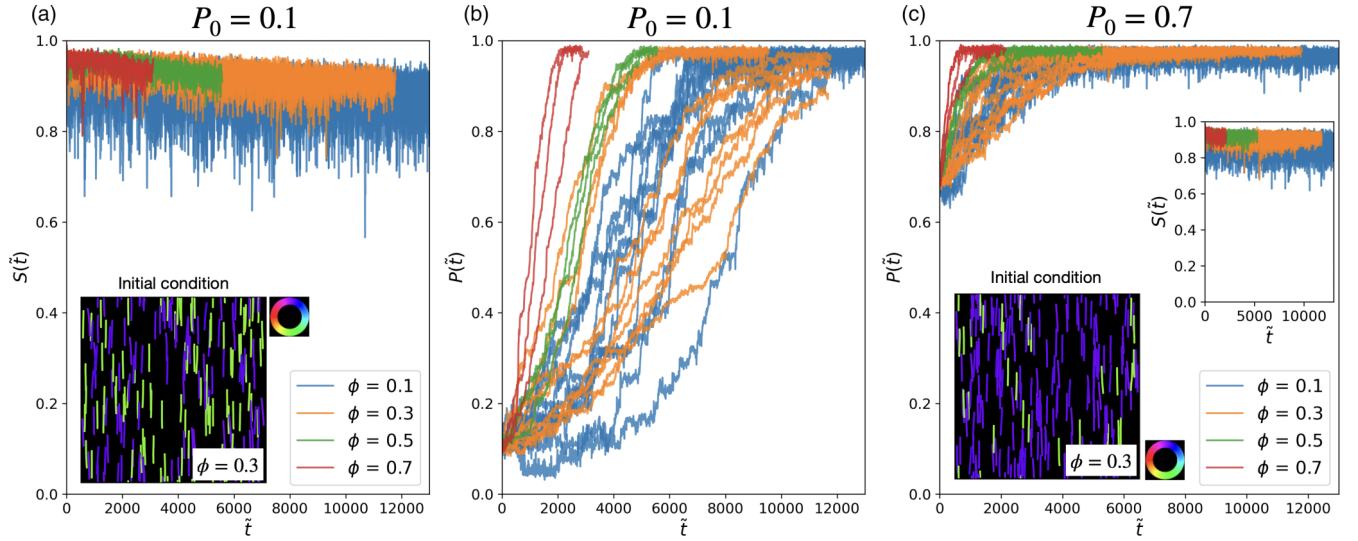 (a)
P₀ = 0.1
1.0
0.8
0.6
0.4
0.2
0.0
S(t̃)
Initial condition
ϕ = 0.3
ϕ = 0.1
ϕ = 0.3
ϕ = 0.5
ϕ = 0.7
0 2000 4000 6000 8000 10000 12000
t̃
(b)
P₀ = 0.1
1.0
0.8
0.6
0.4
0.2
0.0
P(t̃)
0 2000 4000 6000 8000 10000 12000
t̃
(c)
P₀ = 0.7
1.0
0.8
0.6
0.4
0.2
0.0
P(t̃)
1.0
0.8
0.6
0.4
0.2
0.0
S(t̃)
0 5000 10000
t̃
Initial condition
ϕ = 0.3
ϕ = 0.1
ϕ = 0.3
ϕ = 0.5
ϕ = 0.7
0 2000 4000 6000 8000 10000 12000
t̃